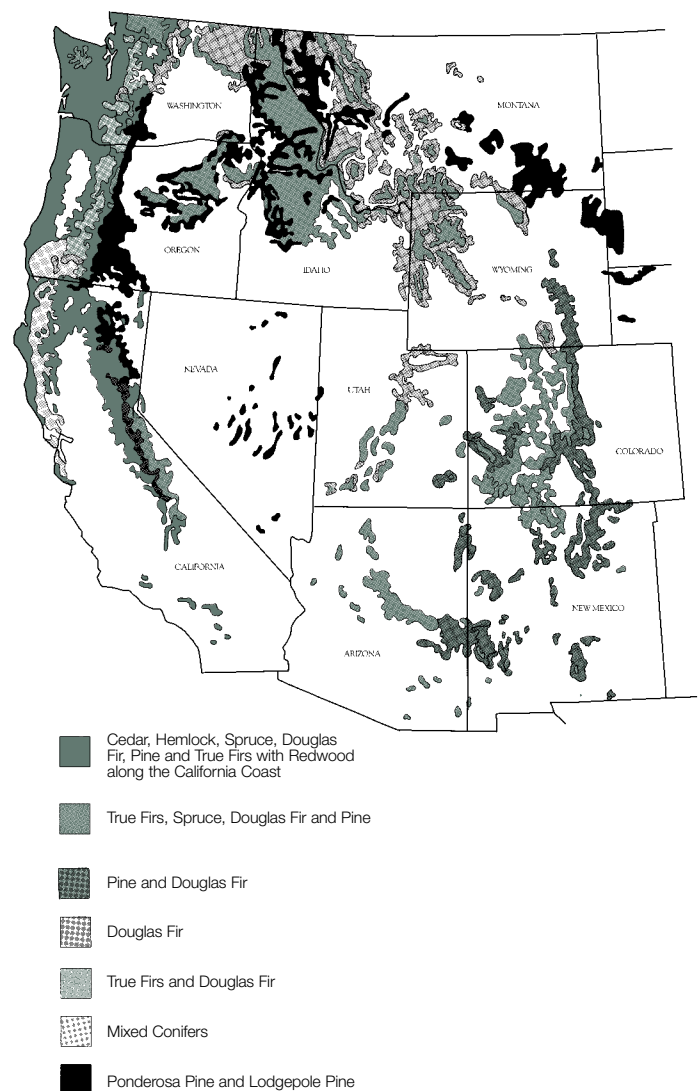 WASHINGTON
MONTANA
OREGON
IDAHO
WYOMING
NEVADA
UTAH
COLORADO
CALIFORNIA
NEW MEXICO
ARIZONA
Cedar, Hemlock, Spruce, Douglas
Fir, Pine and True Firs with Redwood
along the California Coast
True Firs, Spruce, Douglas Fir and Pine
Pine and Douglas Fir
Douglas Fir
True Firs and Douglas Fir
Mixed Conifers
Ponderosa Pine and Lodgepole Pine